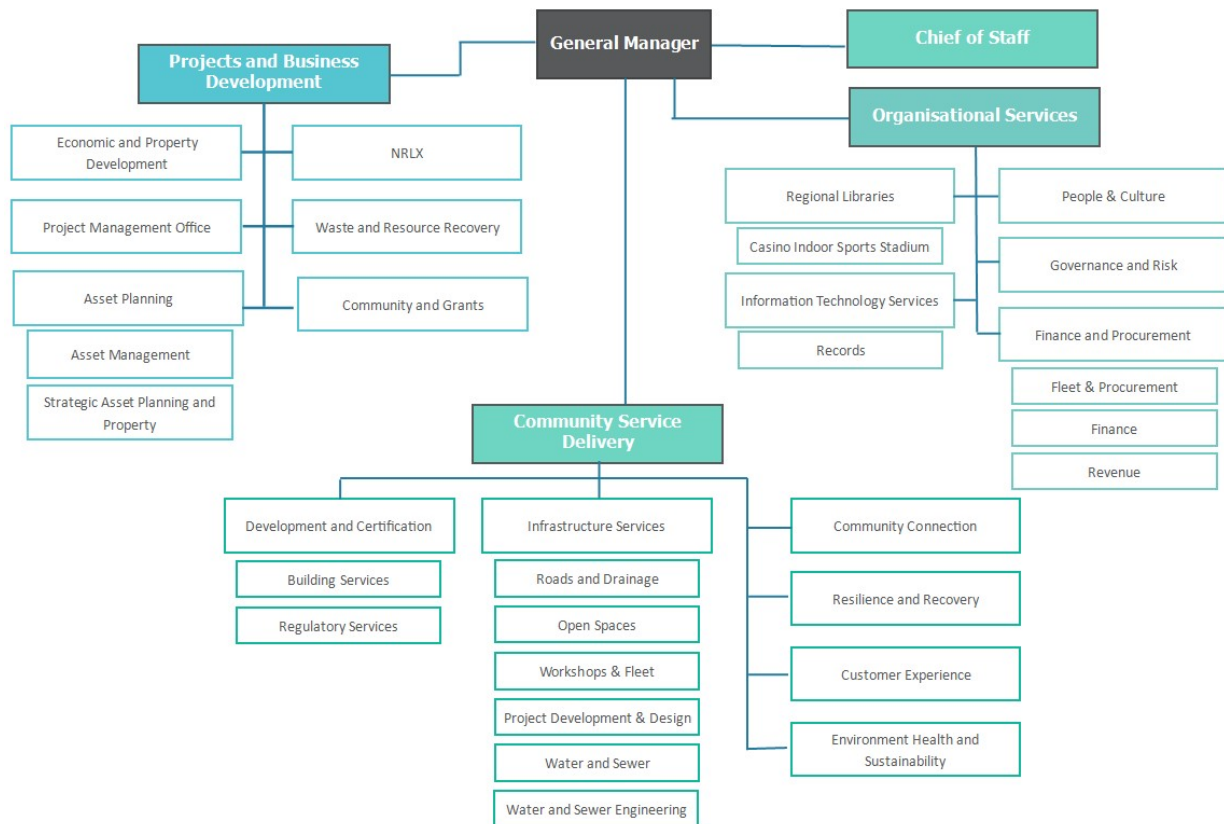 General Manager
Chief of Staff
Projects and Business
Development
Organisational Services
Economic and Property
Development
NRLX
Project Management Office
Waste and Resource Recovery
Asset Planning
Community and Grants
Asset Management
Strategic Asset Planning and
Property
Regional Libraries
People & Culture
Casino Indoor Sports Stadium
Governance and Risk
Information Technology Services
Records
Finance and Procurement
Fleet & Procurement
Finance
Revenue
Community Service
Delivery
Development and Certification
Building Services
Regulatory Services
Infrastructure Services
Roads and Drainage
Open Spaces
Workshops & Fleet
Project Development & Design
Water and Sewer
Water and Sewer Engineering
Community Connection
Resilience and Recovery
Customer Experience
Environment Health and
Sustainability